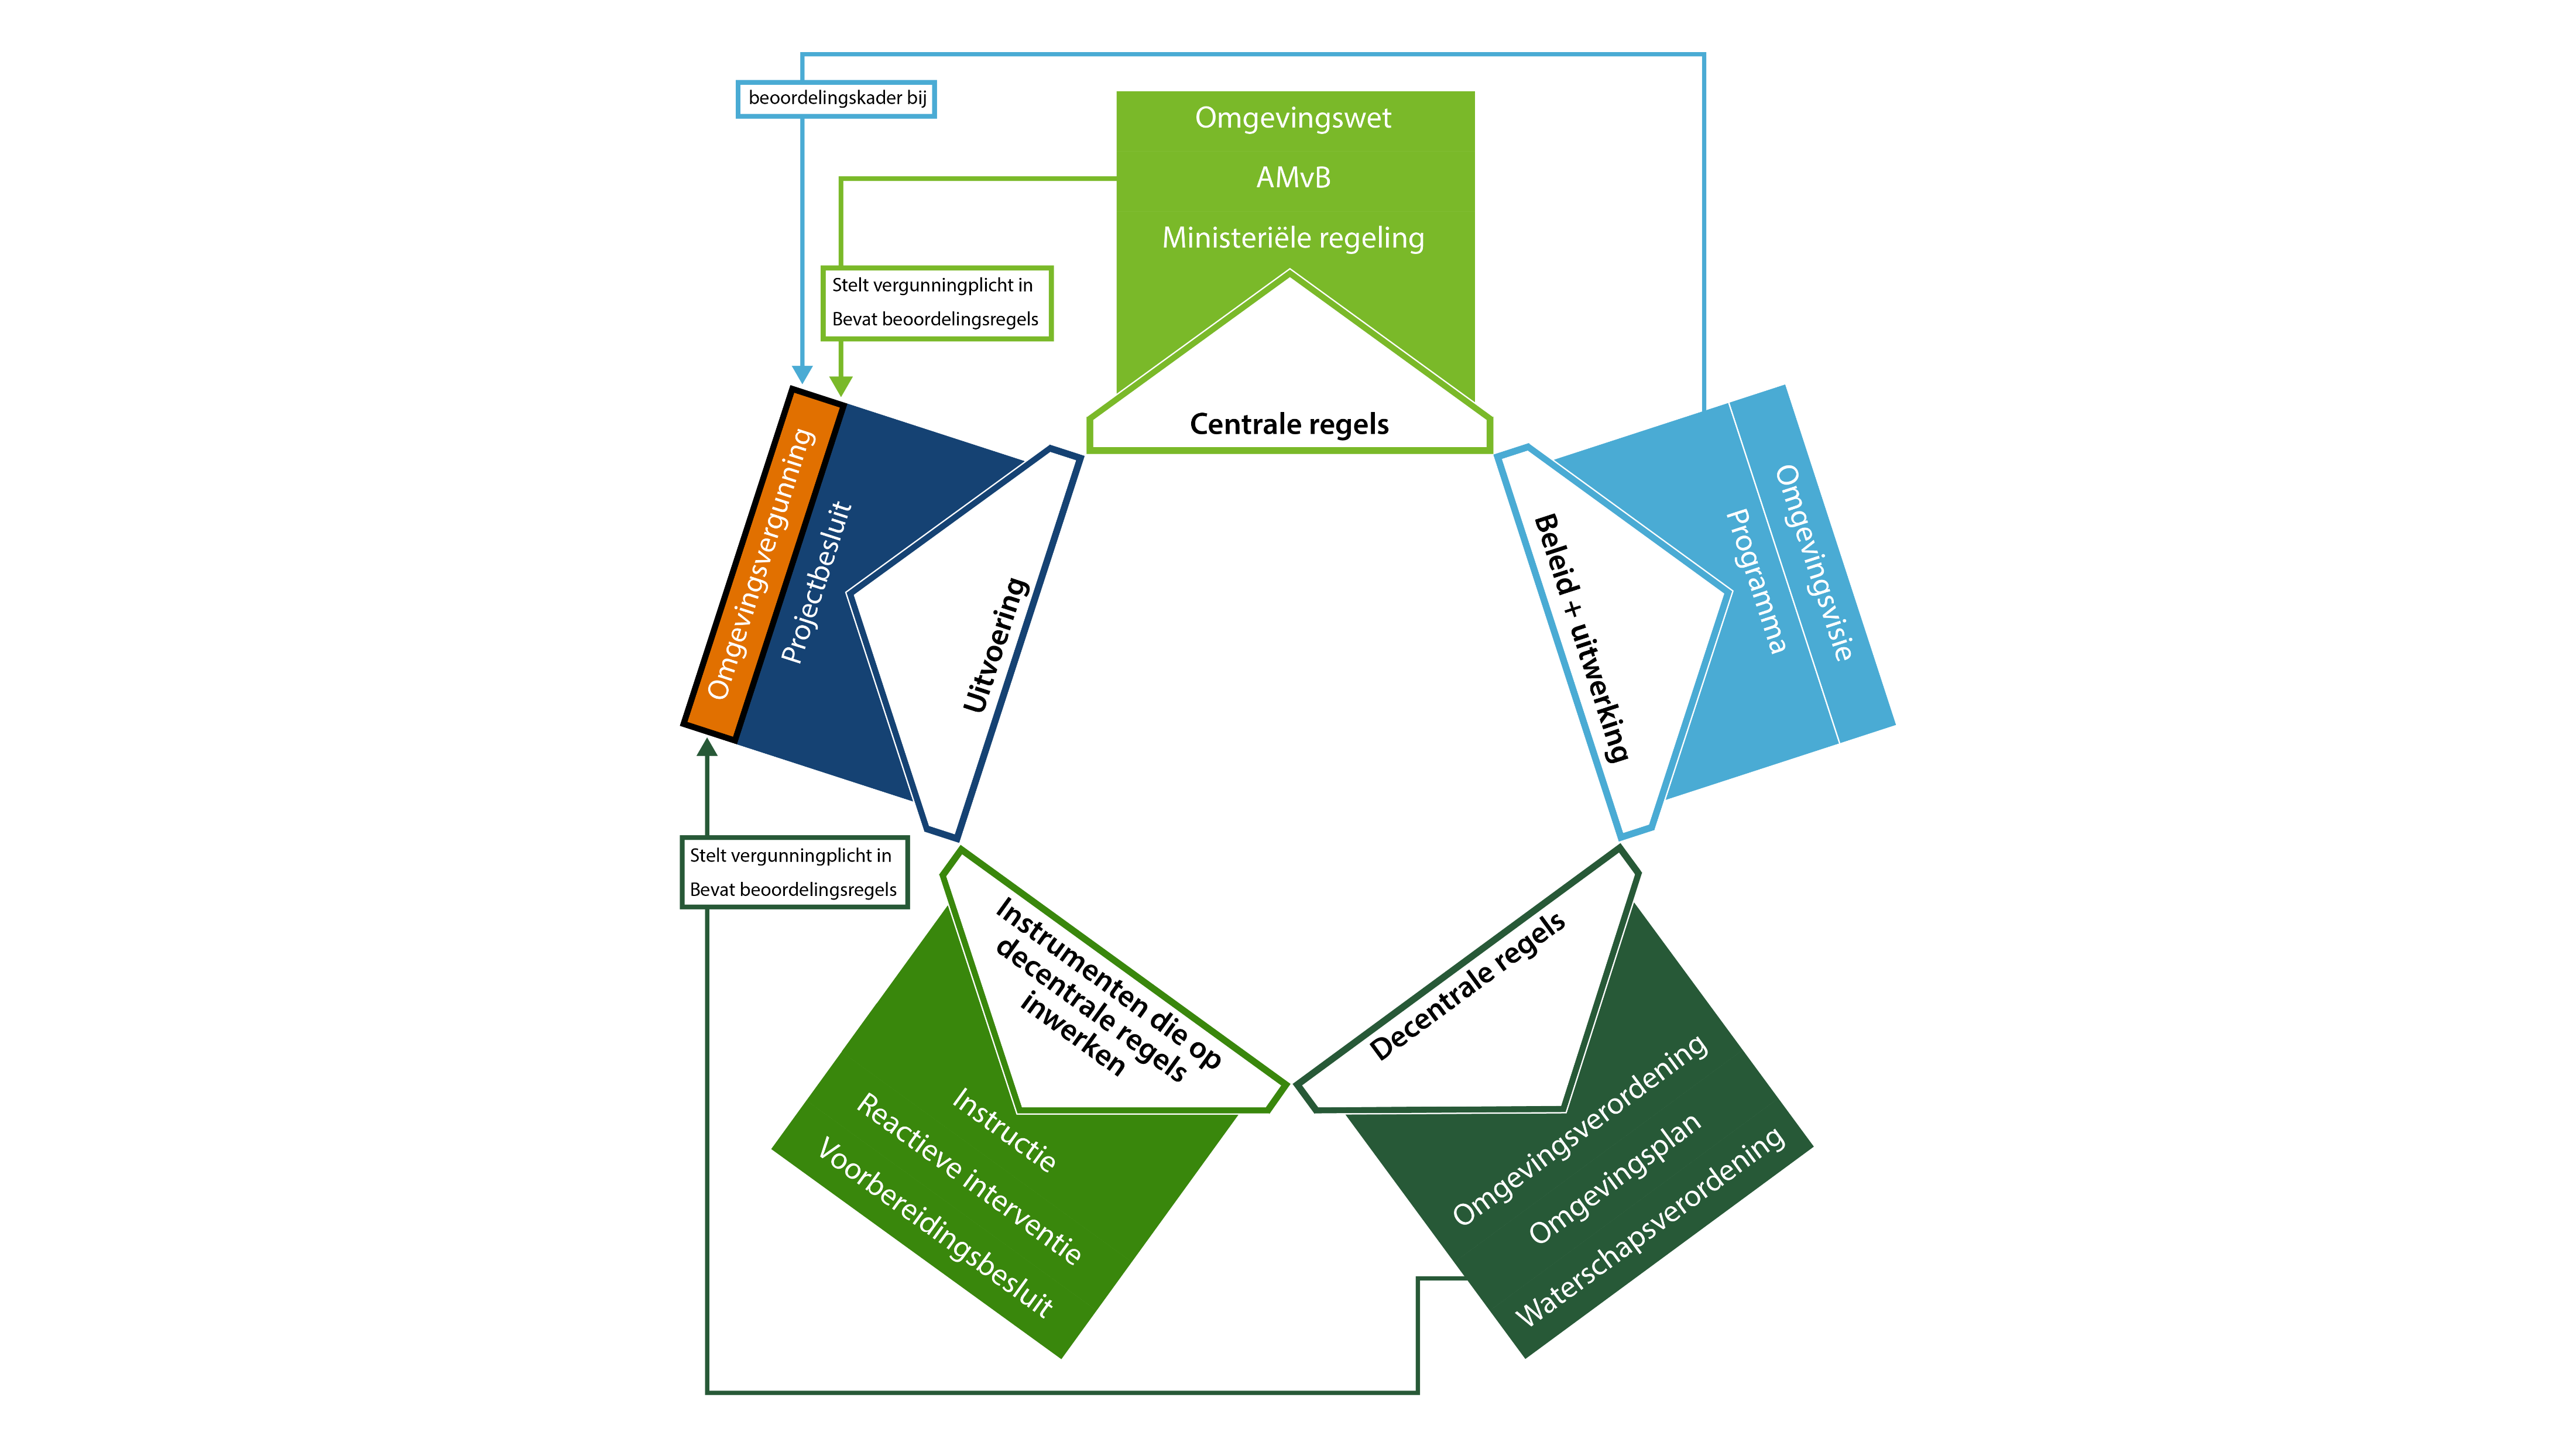 beoordelingskader bij
Omgevingswet
AMvB
Ministeriële regeling
Stelt vergunningplicht in
Bevat beoordelingsregels
Centrale regels
Omgevingsvergunning
Projectbesluit
Uitvoering
Beleid + uitwerking
Programma
Omgevingsvisie
Stelt vergunningplicht in
Bevat beoordelingsregels
Instrumenten die op
decentrale regels
inwerken
Instructie
Reactieve interventie
Voorbereidingsbesluit
Decentrale regels
Omgevingsverordening
Omgevingsplan
Waterschapsverordening